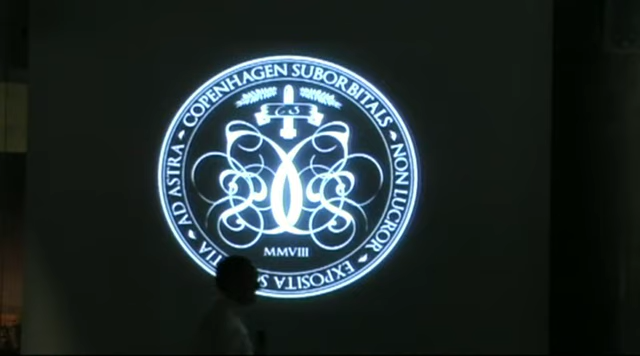 COPENHAGEN SUBORBITALS
NON LUCROR
EXPOSITA
AD ASTRA
MMVIII